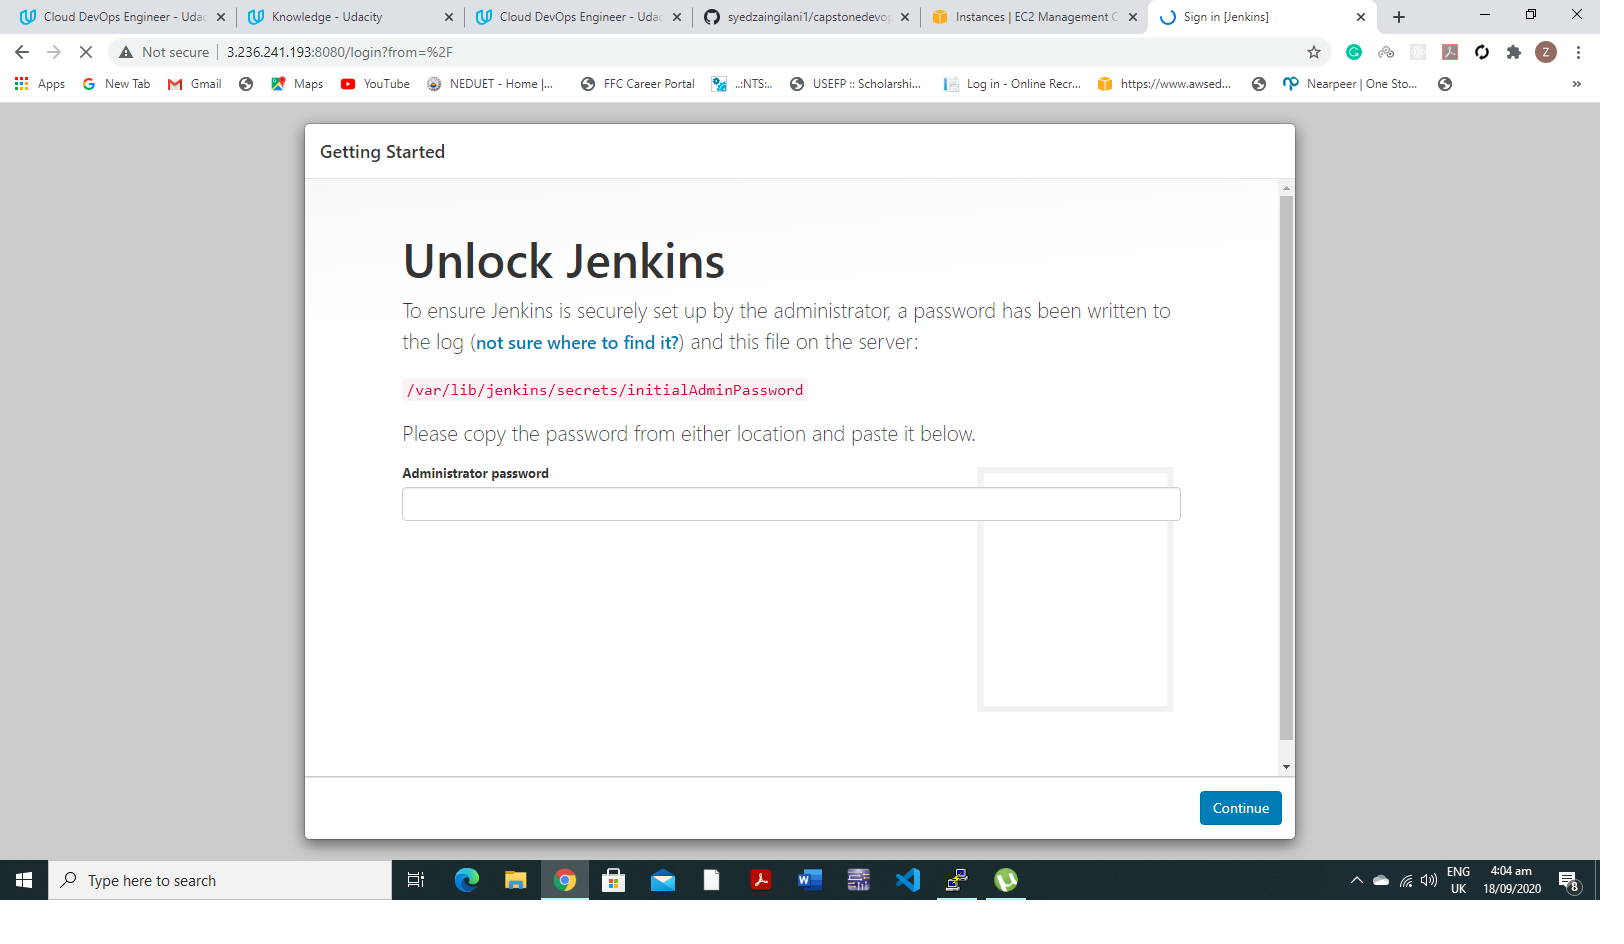 Cloud DevOps Engineer - Udac
Knowledge - Udacity
Cloud DevOps Engineer - Udac
syedzaingilani1/capstonedevop
Instances | EC2 Management C
Sign in [Jenkins]
Not secure
3.236.241.193:8080/login?from=%2F
Z
Apps
New Tab
Gmail
Maps
YouTube
NEDUET - Home |...
FFC Career Portal
..:NTS:..
USEFP :: Scholarshi...
Log in - Online Recr...
https://www.awsed...
Nearpeer | One Sto...
»
Getting Started
Unlock Jenkins
To ensure Jenkins is securely set up by the administrator, a password has been written to
the log (not sure where to find it?) and this file on the server:
/var/lib/jenkins/secrets/initialAdminPassword
Please copy the password from either location and paste it below.
Administrator password
Continue
Type here to search
ENG
UK
4:04 am
18/09/2020
8